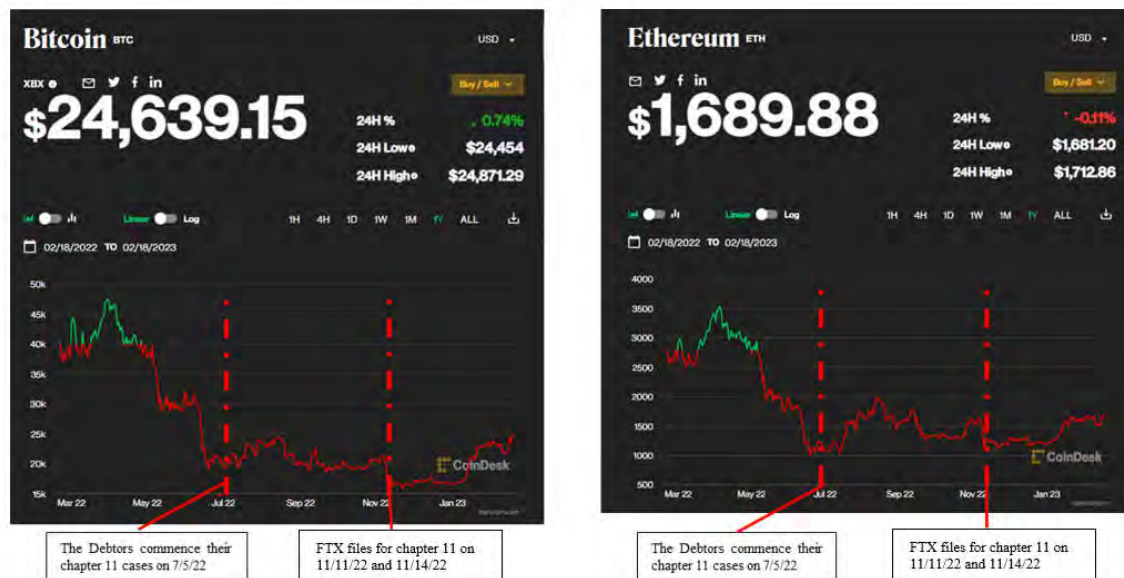 Bitcoin BTC
USD
XBX
f in
Buy / Sell
$24,639.15
24H % 0.74%
24H Low $24,454
24H High $24,871.29
Linear Log
1H 4H 1D 1W 1M 1Y ALL
02/18/2022 TO 02/18/2023
50k
45k
40k
35k
30k
25k
20k
15k
CoinDesk
Mar 22 May 22 Jul 22 Sep 22 Nov 22 Jan 23
The Debtors commence their
chapter 11 cases on 7/5/22
FTX files for chapter 11 on
11/11/22 and 11/14/22
Ethereum ETH
USD
f in
Buy / Sell
$1,689.88
24H % -0.11%
24H Low $1,681.20
24H High $1,712.86
Linear Log
1H 4H 1D 1W 1M 1Y ALL
02/18/2022 TO 02/18/2023
4000
3500
3000
2500
2000
1500
1000
500
CoinDesk
Mar 22 May 22 Jul 22 Sep 22 Nov 22 Jan 23
The Debtors commence their
chapter 11 cases on 7/5/22
FTX files for chapter 11 on
11/11/22 and 11/14/22